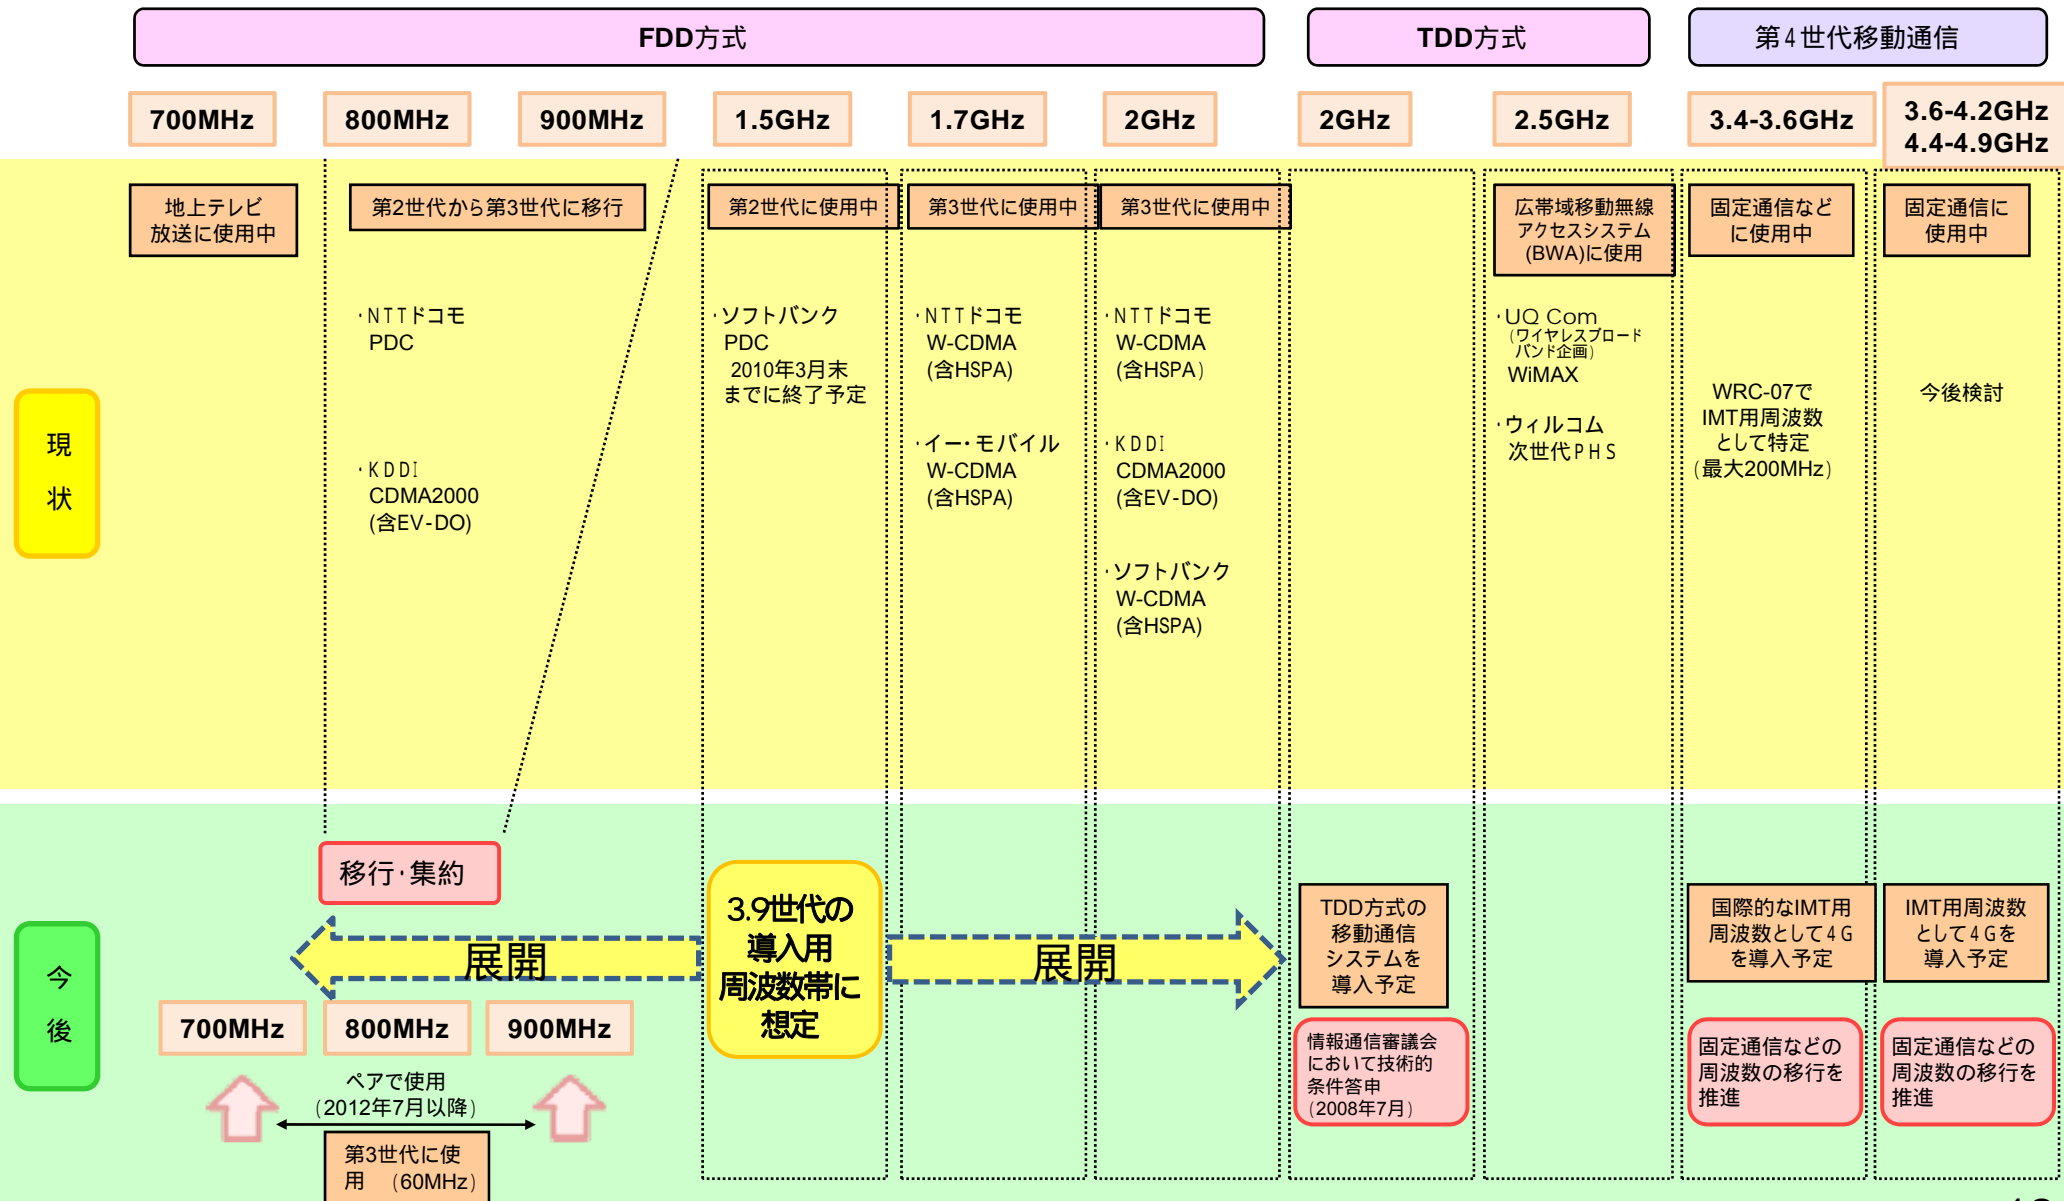 FDD方式
TDD方式
第4世代移動通信
700MHz
800MHz
900MHz
1.5GHz
1.7GHz
2GHz
2GHz
2.5GHz
3.4-3.6GHz
3.6-4.2GHz
4.4-4.9GHz
現
状
地上テレビ
放送に使用中
第2世代から第3世代に移行
第2世代に使用中
第3世代に使用中
第3世代に使用中
広帯域移動無線
アクセスシステム
(BWA)に使用
固定通信など
に使用中
固定通信に
使用中
・NTTドコモ
PDC
・KDDI
CDMA2000
(含EV-DO)
・ソフトバンク
PDC
2010年3月末
までに終了予定
・NTTドコモ
W-CDMA
(含HSPA)
・イー・モバイル
W-CDMA
(含HSPA)
・NTTドコモ
W-CDMA
(含HSPA)
・KDDI
CDMA2000
(含EV-DO)
・ソフトバンク
W-CDMA
(含HSPA)
・UQ Com
(ワイヤレスブロード
バンド企画)
WiMAX
・ウィルコム
次世代PHS
WRC-07で
IMT用周波数
として特定
(最大200MHz)
今後検討
今
後
移行・集約
展開
3.9世代の
導入用
周波数帯に
想定
展開
700MHz
800MHz
900MHz
ペアで使用
(2012年7月以降)
第3世代に使
用 (60MHz)
TDD方式の
移動通信
システムを
導入予定
情報通信審議会
において技術的
条件答申
(2008年7月)
国際的なIMT用
周波数として4G
を導入予定
固定通信などの
周波数の移行を
推進
IMT用周波数
として4Gを
導入予定
固定通信などの
周波数の移行を
推進